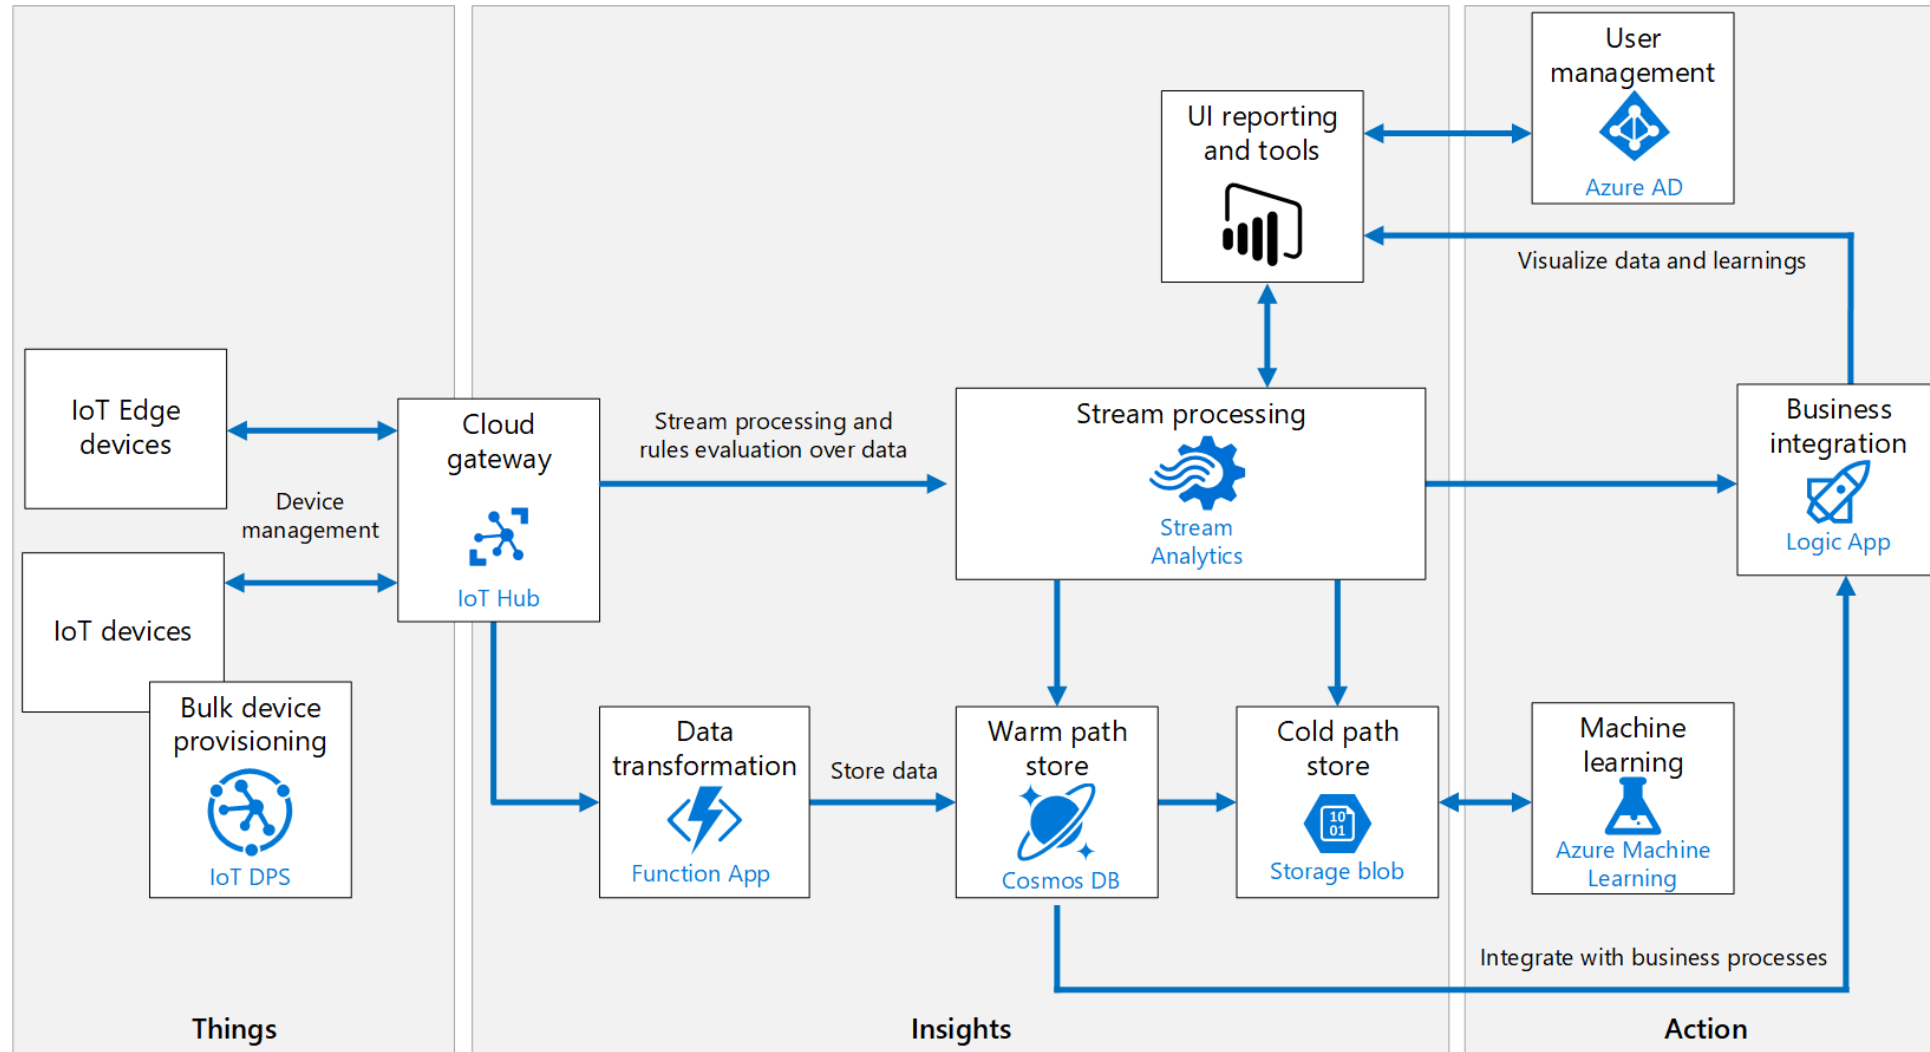 User
management
Azure AD
UI reporting
and tools
Visualize data and learnings
IoT Edge
devices
Device
management
IoT devices
Bulk device
provisioning
IoT DPS
Cloud
gateway
IoT Hub
Stream processing and
rules evaluation over data
Stream processing
Stream
Analytics
Business
integration
Logic App
Data
transformation
Function App
Store data
Warm path
store
Cosmos DB
Cold path
store
10
01
Storage blob
Machine
learning
Azure Machine
Learning
Integrate with business processes
Things
Insights
Action